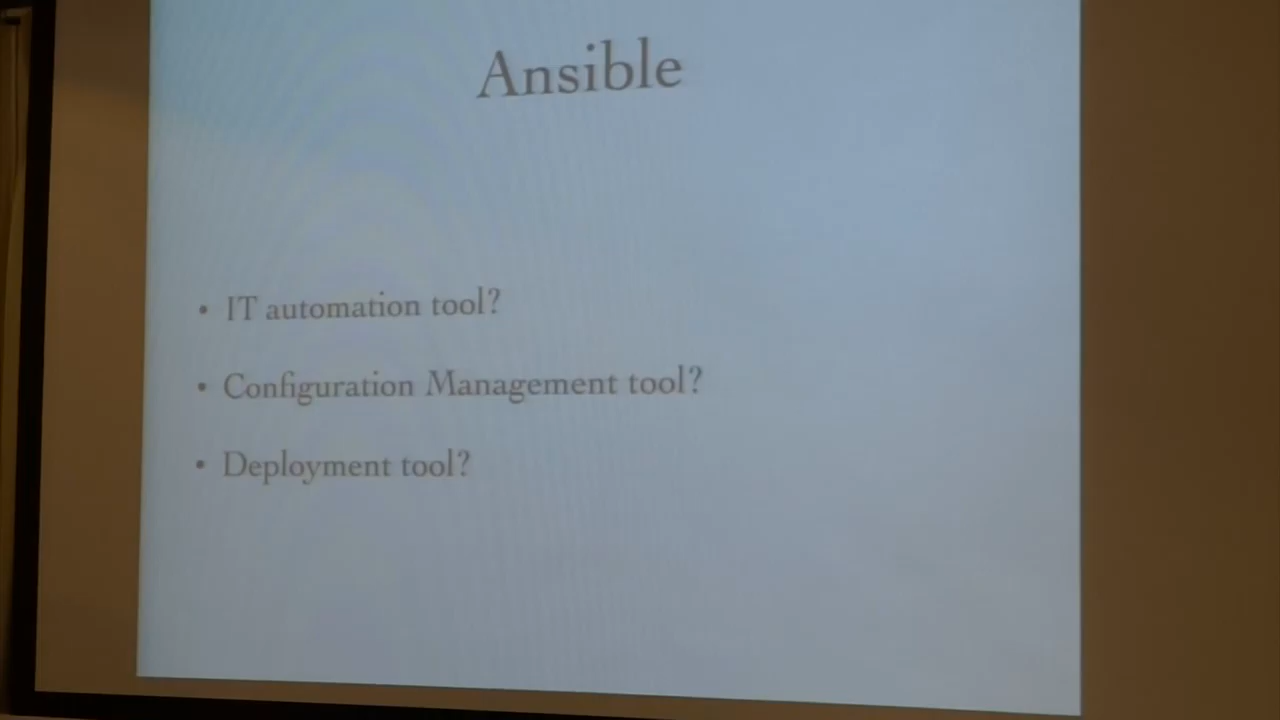 Ansible
• IT automation tool?
• Configuration Management tool?
• Deployment tool?